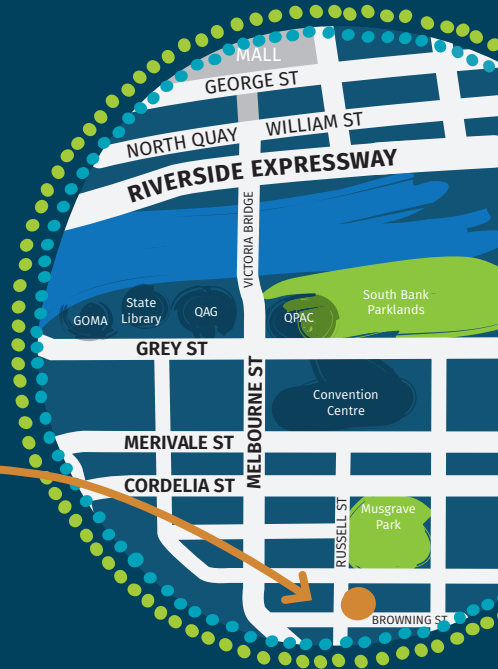 MALL
GEORGE ST
NORTH QUAY
WILLIAM ST
RIVERSIDE EXPRESSWAY
VICTORIA BRIDGE
GOMA
State
Library
QAG
QPAC
South Bank
Parklands
GREY ST
MELBOURNE ST
Convention
Centre
MERIVALE ST
CORDELIA ST
RUSSELL ST
Musgrave
Park
BROWNING ST